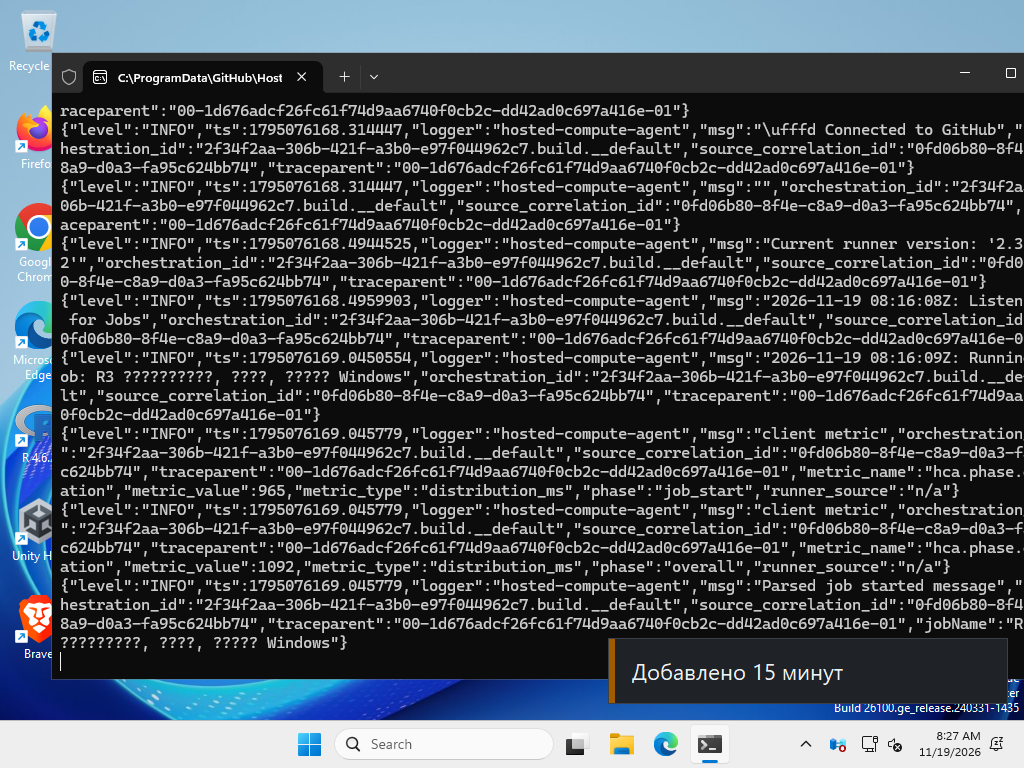 Recycle
Firefo
Googl
Chrom
Micros
Edge
R 4.6.
Unity H
Brave
C:\ProgramData\GitHub\Host
raceparent":"00-1d676adcf26fc61f74d9aa6740f0cb2c-dd42ad0c697a416e-01"}
{"level":"INFO","ts":1795076168.314447,"logger":"hosted-compute-agent","msg":"\ufffd Connected to GitHub","
hestration_id":"2f34f2aa-306b-421f-a3b0-e97f044962c7.build.__default","source_correlation_id":"0fd06b80-8f4
8a9-d0a3-fa95c624bb74","traceparent":"00-1d676adcf26fc61f74d9aa6740f0cb2c-dd42ad0c697a416e-01"}
{"level":"INFO","ts":1795076168.314447,"logger":"hosted-compute-agent","msg":"","orchestration_id":"2f34f2a
06b-421f-a3b0-e97f044962c7.build.__default","source_correlation_id":"0fd06b80-8f4e-c8a9-d0a3-fa95c624bb74",
aceparent":"00-1d676adcf26fc61f74d9aa6740f0cb2c-dd42ad0c697a416e-01"}
{"level":"INFO","ts":1795076168.4944525,"logger":"hosted-compute-agent","msg":"Current runner version: '2.3
2'","orchestration_id":"2f34f2aa-306b-421f-a3b0-e97f044962c7.build.__default","source_correlation_id":"0fd0
0-8f4e-c8a9-d0a3-fa95c624bb74","traceparent":"00-1d676adcf26fc61f74d9aa6740f0cb2c-dd42ad0c697a416e-01"}
{"level":"INFO","ts":1795076168.4959903,"logger":"hosted-compute-agent","msg":"2026-11-19 08:16:08Z: Listen
for Jobs","orchestration_id":"2f34f2aa-306b-421f-a3b0-e97f044962c7.build.__default","source_correlation_id
0fd06b80-8f4e-c8a9-d0a3-fa95c624bb74","traceparent":"00-1d676adcf26fc61f74d9aa6740f0cb2c-dd42ad0c697a416e-0
{"level":"INFO","ts":1795076169.0450554,"logger":"hosted-compute-agent","msg":"2026-11-19 08:16:09Z: Runnin
ob: R3 ??????????, ????, ????? Windows","orchestration_id":"2f34f2aa-306b-421f-a3b0-e97f044962c7.build.__de
lt","source_correlation_id":"0fd06b80-8f4e-c8a9-d0a3-fa95c624bb74","traceparent":"00-1d676adcf26fc61f74d9aa
0f0cb2c-dd42ad0c697a416e-01"}
{"level":"INFO","ts":1795076169.045779,"logger":"hosted-compute-agent","msg":"client metric","orchestration
":"2f34f2aa-306b-421f-a3b0-e97f044962c7.build.__default","source_correlation_id":"0fd06b80-8f4e-c8a9-d0a3-f
c624bb74","traceparent":"00-1d676adcf26fc61f74d9aa6740f0cb2c-dd42ad0c697a416e-01","metric_name":"hca.phase.
ation","metric_value":965,"metric_type":"distribution_ms","phase":"job_start","runner_source":"n/a"}
{"level":"INFO","ts":1795076169.045779,"logger":"hosted-compute-agent","msg":"client metric","orchestration
":"2f34f2aa-306b-421f-a3b0-e97f044962c7.build.__default","source_correlation_id":"0fd06b80-8f4e-c8a9-d0a3-f
c624bb74","traceparent":"00-1d676adcf26fc61f74d9aa6740f0cb2c-dd42ad0c697a416e-01","metric_name":"hca.phase.
ation","metric_value":1092,"metric_type":"distribution_ms","phase":"overall","runner_source":"n/a"}
{"level":"INFO","ts":1795076169.045779,"logger":"hosted-compute-agent","msg":"Parsed job started message","
hestration_id":"2f34f2aa-306b-421f-a3b0-e97f044962c7.build.__default","source_correlation_id":"0fd06b80-8f4
8a9-d0a3-fa95c624bb74","traceparent":"00-1d676adcf26fc61f74d9aa6740f0cb2c-dd42ad0c697a416e-01","jobName":"R
?????????, ????, ????? Windows"}
Добавлено 15 минут
Build 26100.ge_release.240331-1435
Search
8:27 AM
11/19/2026